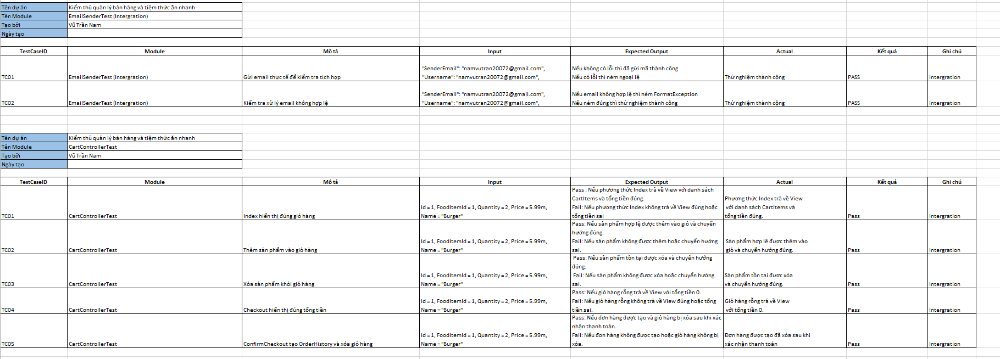 Tên dự án Kiểm thủ quản lý bán hàng và tiệm thức ăn nhanh
Tên Module EmailSenderTest (Intergration)
Tạo bởi Vũ Trần Nam
Ngày tạo
TestCaseID Module Mô tả Input Expected Output Actual Kết quả Ghi chú
"SenderEmail": "namvutran20072@gmail.com", Nếu không có lỗi thì đã gửi mã thành công
TC01 EmailSenderTest (Intergration) Gửi email thực tế để kiểm tra tích hợp "Username": "namvutran20072@gmail.com", Nếu có lỗi thì ném ngoại lệ Thử nghiệm thành cộng PASS Intergration
"SenderEmail": "namvutran20072@gmail.com", Nếu email không hợp lệ thì ném FormatException
TC02 EmailSenderTest (Intergration) Kiểm tra xử lý email không hợp lệ "Username": "namvutran20072@gmail.com", Nếu ném đúng thì thử nghiệm thành công Thử nghiệm thành cộng PASS Intergration
Tên dự án Kiểm thủ quản lý bán hàng và tiệm thức ăn nhanh
Tên Module CartControllerTest
Tạo bởi Vũ Trần Nam
Ngày tạo
TestCaseID Module Mô tả Input Expected Output Actual Kết quả Ghi chú
Pass : Nếu phương thức Index trả về View với danh sách
CartItems và tổng tiền đúng. Phương thức Index trả về View
Id = 1, FoodItemId = 1, Quantity = 2, Price = 5.99m, Fail: Nếu phương thức Index không trả về View đúng hoặc với danh sách CartItems và
TC01 CartControllerTest Index hiển thị đúng giỏ hàng Name = "Burger" tổng tiền sai tổng tiền đúng. Pass Intergration
Pass: Nếu sản phẩm hợp lệ được thêm vào giỏ và chuyển
hướng đúng.
Id = 1, FoodItemId = 1, Quantity = 2, Price = 5.99m, Fail: Nếu sản phẩm không được thêm hoặc chuyển hướng Sản phẩm hợp lệ được thêm vào
TC02 CartControllerTest Thêm sản phẩm vào giỏ hàng Name = "Burger" sai. giỏ và chuyển hướng đúng. Pass Intergration
Pass: Nếu sản phẩm tồn tại được xóa và chuyển hướng
đúng.
Id = 1, FoodItemId = 1, Quantity = 2, Price = 5.99m, Fail: Nếu sản phẩm không được xóa hoặc chuyển hướng Sản phẩm tồn tại được xóa
TC03 CartControllerTest Xóa sản phẩm khỏi giỏ hàng Name = "Burger" sai. và chuyển hướng đúng. Pass Intergration
Pass: Nếu giỏ hàng rỗng trả về View với tổng tiền 0.
Id = 1, FoodItemId = 1, Quantity = 2, Price = 5.99m, Fail: Nếu giỏ hàng rỗng không trả về View đúng hoặc tổng Giỏ hàng rỗng trả về View
TC04 CartControllerTest Checkout hiển thị đúng tổng tiền Name = "Burger" tiền sai. với tổng tiền 0. Pass Intergration
Pass: Nếu đơn hàng được tạo và giỏ hàng bị xóa sau khi xác
nhận thanh toán.
Id = 1, FoodItemId = 1, Quantity = 2, Price = 5.99m, Fail: Nếu đơn hàng không được tạo hoặc giỏ hàng không bị Đơn hàng được tạo đã xóa sau khi
TC05 CartControllerTest ConfirmCheckout tạo OrderHistory và xóa giỏ hàng Name = "Burger" xóa. xác nhận thanh toán Pass Intergration